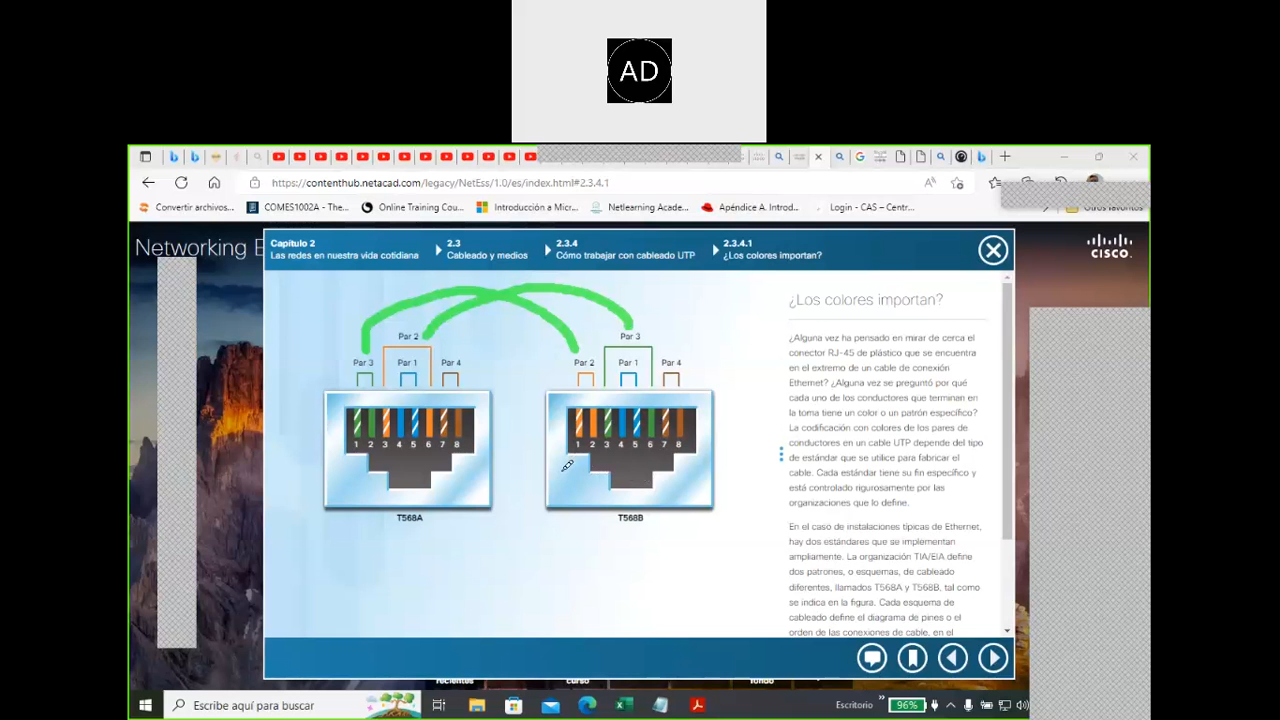 AD
https://contenthub.netacad.com/legacy/NetEss/1.0/es/index.html#2.3.4.1
Convertir archivos...
COMES1002A - The...
Online Training Cou...
Introducción a Micr...
Netlearning Acade...
Apéndice A. Introd...
Login - CAS – Centr...
Otros favoritos
Networking E
CISCO.
Capítulo 2
Las redes en nuestra vida cotidiana
2.3
Cableado y medios
2.3.4
Cómo trabajar con cableado UTP
2.3.4.1
¿Los colores importan?
Par 2
Par 3
Par 1
Par 4
1 2 3 4 5 6 7 8
T568A
Par 3
Par 2
Par 1
Par 4
1 2 3 4 5 6 7 8
T568B
¿Los colores importan?
¿Alguna vez ha pensado en mirar de cerca el
conector RJ-45 de plástico que se encuentra
en el extremo de un cable de conexión
Ethernet? ¿Alguna vez se preguntó por qué
cada uno de los conductores que terminan en
la toma tiene un color o un patrón específico?
La codificación con colores de los pares de
conductores en un cable UTP depende del tipo
de estándar que se utilice para fabricar el
cable. Cada estándar tiene su fin específico y
está controlado rigurosamente por las
organizaciones que lo define.
En el caso de instalaciones típicas de Ethernet,
hay dos estándares que se implementan
ampliamente. La organización TIA/EIA define
dos patrones, o esquemas, de cableado
diferentes, llamados T568A y T568B, tal como
se indica en la figura. Cada esquema de
cableado define el diagrama de pines o el
orden de las conexiones de cable, en el
recientes
curso
fondo
Escribe aquí para buscar
Escritorio
96%